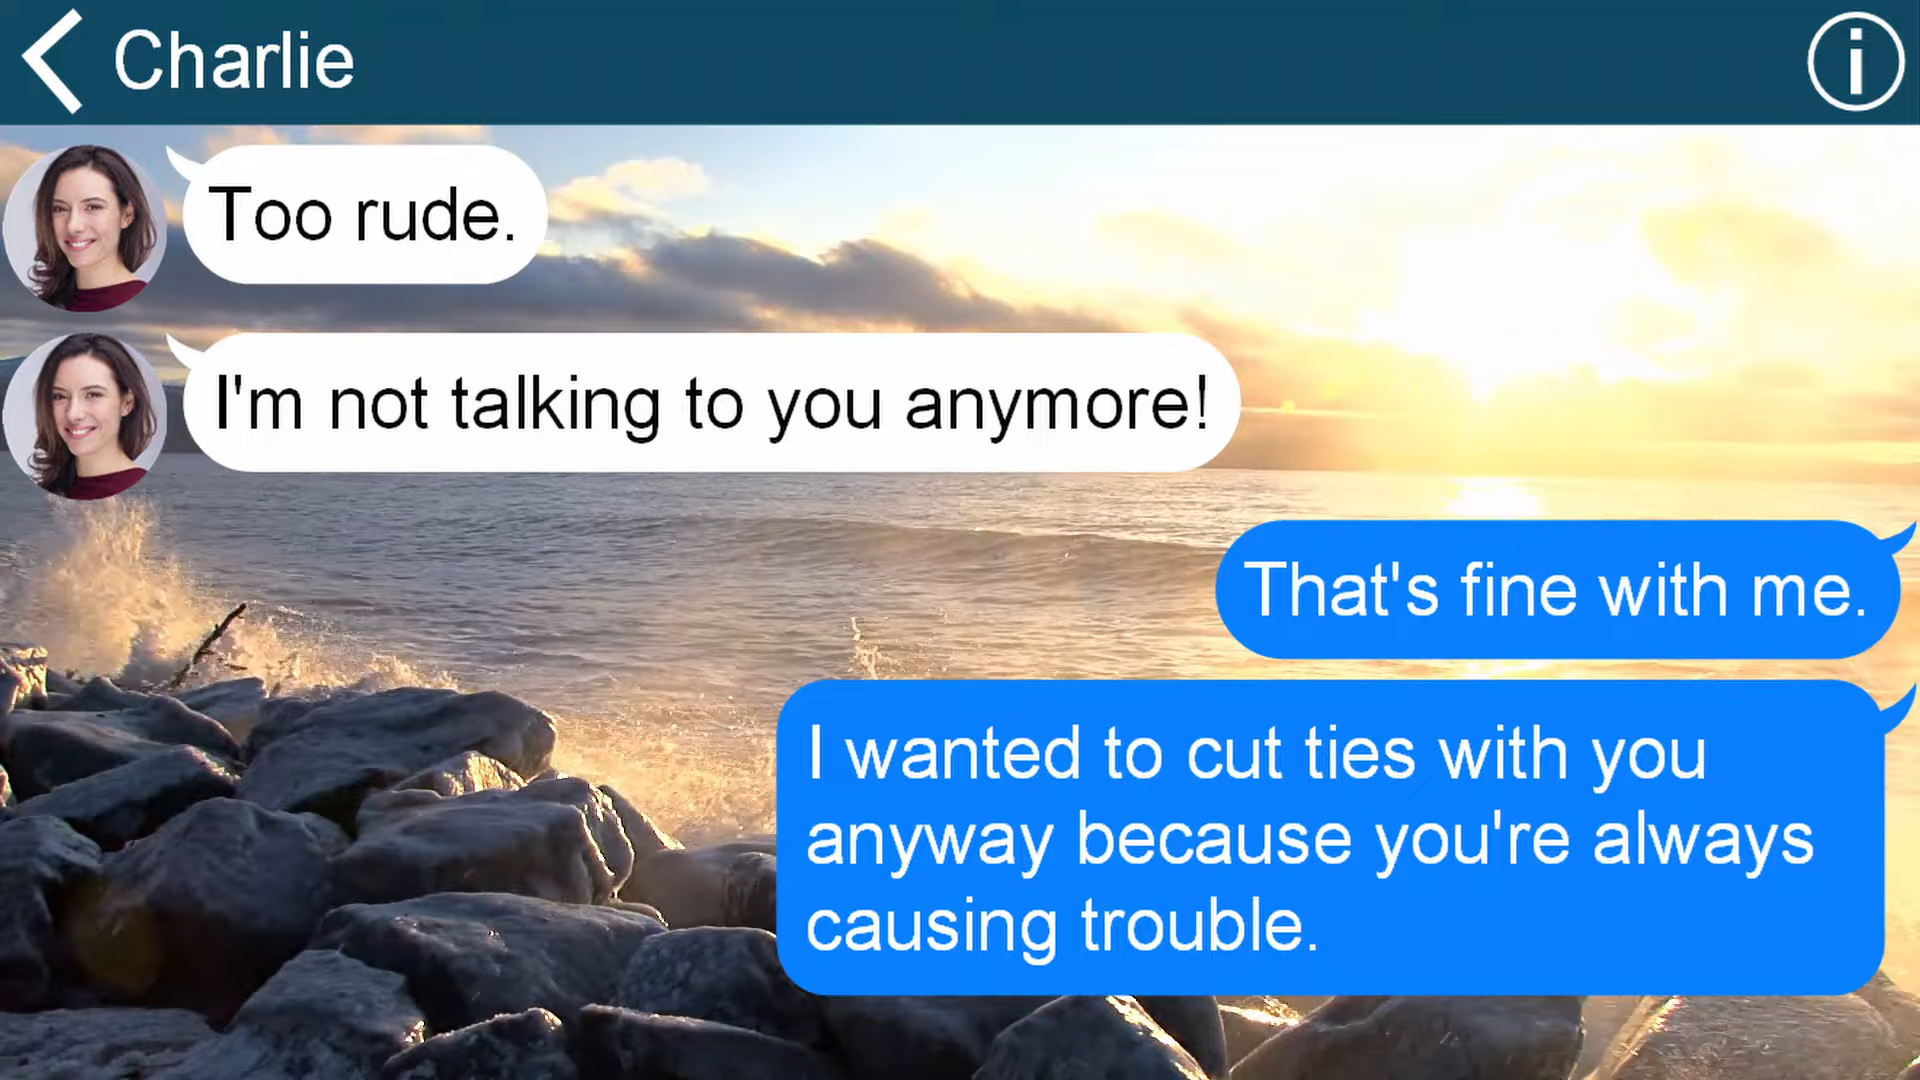 Charlie
Too rude.
I'm not talking to you anymore!
That's fine with me.
I wanted to cut ties with you
anyway because you're always
causing trouble.